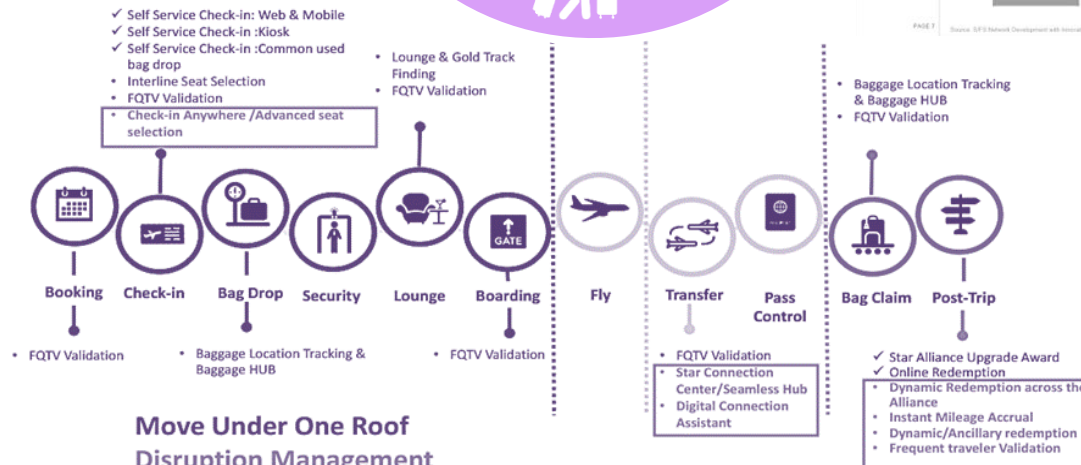 PAGE 7
✓ Self Service Check-in: Web & Mobile
✓ Self Service Check-in :Kiosk
✓ Self Service Check-in :Common used
bag drop
• Interline Seat Selection
• FQTV Validation
• Check-in Anywhere /Advanced seat
selection
• Lounge & Gold Track
Finding
• FQTV Validation
• Baggage Location Tracking
& Baggage HUB
• FQTV Validation
GATE
Booking
Check-in
Bag Drop
Security
Lounge
Boarding
Fly
Transfer
Pass
Control
Bag Claim
Post-Trip
• FQTV Validation
• Baggage Location Tracking &
Baggage HUB
• FQTV Validation
• FQTV Validation
• Star Connection
Center/Seamless Hub
• Digital Connection
Assistant
✓ Star Alliance Upgrade Award
✓ Online Redemption
• Dynamic Redemption across the
Alliance
• Instant Mileage Accrual
• Dynamic/Ancillary redemption
• Frequent traveler Validation
Move Under One Roof
Disruption Management